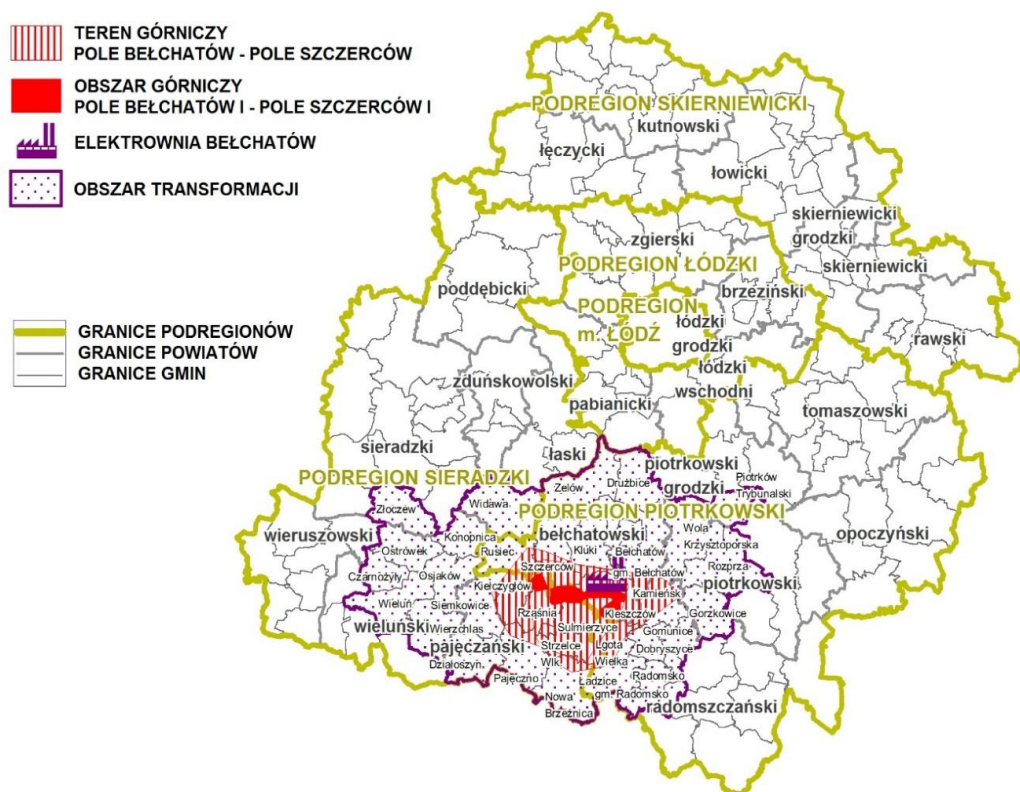 TEREN GÓRNICZY
POLE BEŁCHATÓW - POLE SZCZERCÓW
OBSZAR GÓRNICZY
POLE BEŁCHATÓW I - POLE SZCZERCÓW I
ELEKTROWNIA BEŁCHATÓW
OBSZAR TRANSFORMACJI
GRANICE PODREGIONÓW
GRANICE POWIATÓW
GRANICE GMIN
PODREGION SKIERNIEWICKI
kutnowski
łęczycki
łowicki
skierniewicki
grodzki
skierniewicki
zgierski
PODREGION ŁÓDZKI
poddębicki
brzeziński
PODREGION
m. ŁÓDŹ
łódzki
grodzki
rawski
łódzki
wschodni
zduńskowolski
pabianicki
tomaszowski
sieradzki
łaski
piotrkowski
grodzki
Piotrków
Trybunalski
PODREGION SIERADZKI
Zelów
Drużbice
Złoczew
Widawa
PODREGION PIOTRKOWSKI
wieruszowski
Konopnica
bełchatowski
Wola
Krzysztoporska
opoczyński
Ostrówek
Rusiec
Kluki
Bełchatów
Szczerców
gm. Bełchatów
Rozprza
Czarnożyły
Osjaków
Kiełczygłów
Kamieńsk
piotrkowski
Wieluń
Siemkowice
Rząśnia
Kleszczów
Gorzkowice
wieluński
Wierzchlas
Sulmierzyce
Gomunice
pajęczański
Strzelce
Wlk
Lgota
Wielka
Dobryszyce
Działoszyn
Pajęczno
Ładzice
Radomsko
gm. Radomsko
Nowa
Brzeźnica
radomszczański